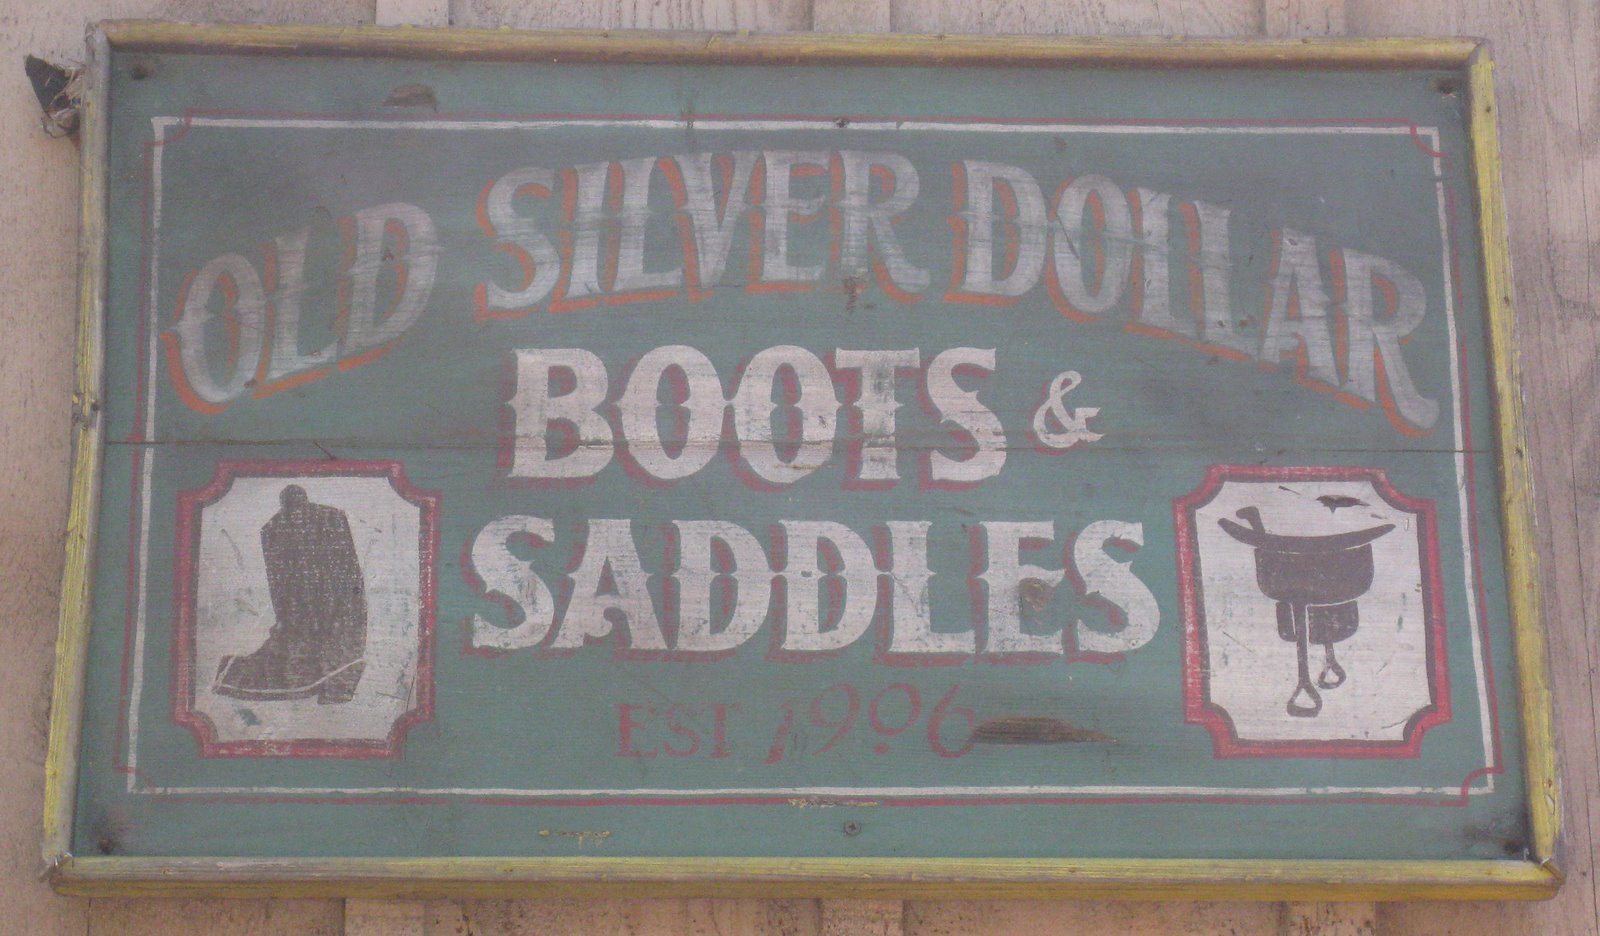 OLD SILVER DOLLAR
BOOTS &
SADDLES
EST 1906